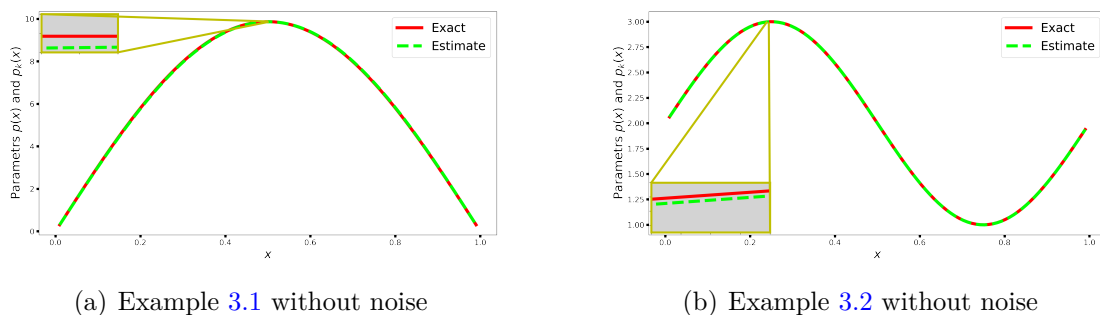 10
8
6
4
2
0
0.0 0.2 0.4 0.6 0.8 1.0
x
Parametrs p(x) and p_k(x)
Exact
Estimate
(a) Example 3.1 without noise
3.00
2.75
2.50
2.25
2.00
1.75
1.50
1.25
1.00
0.0 0.2 0.4 0.6 0.8 1.0
x
Parametrs p(x) and p_k(x)
Exact
Estimate
(b) Example 3.2 without noise